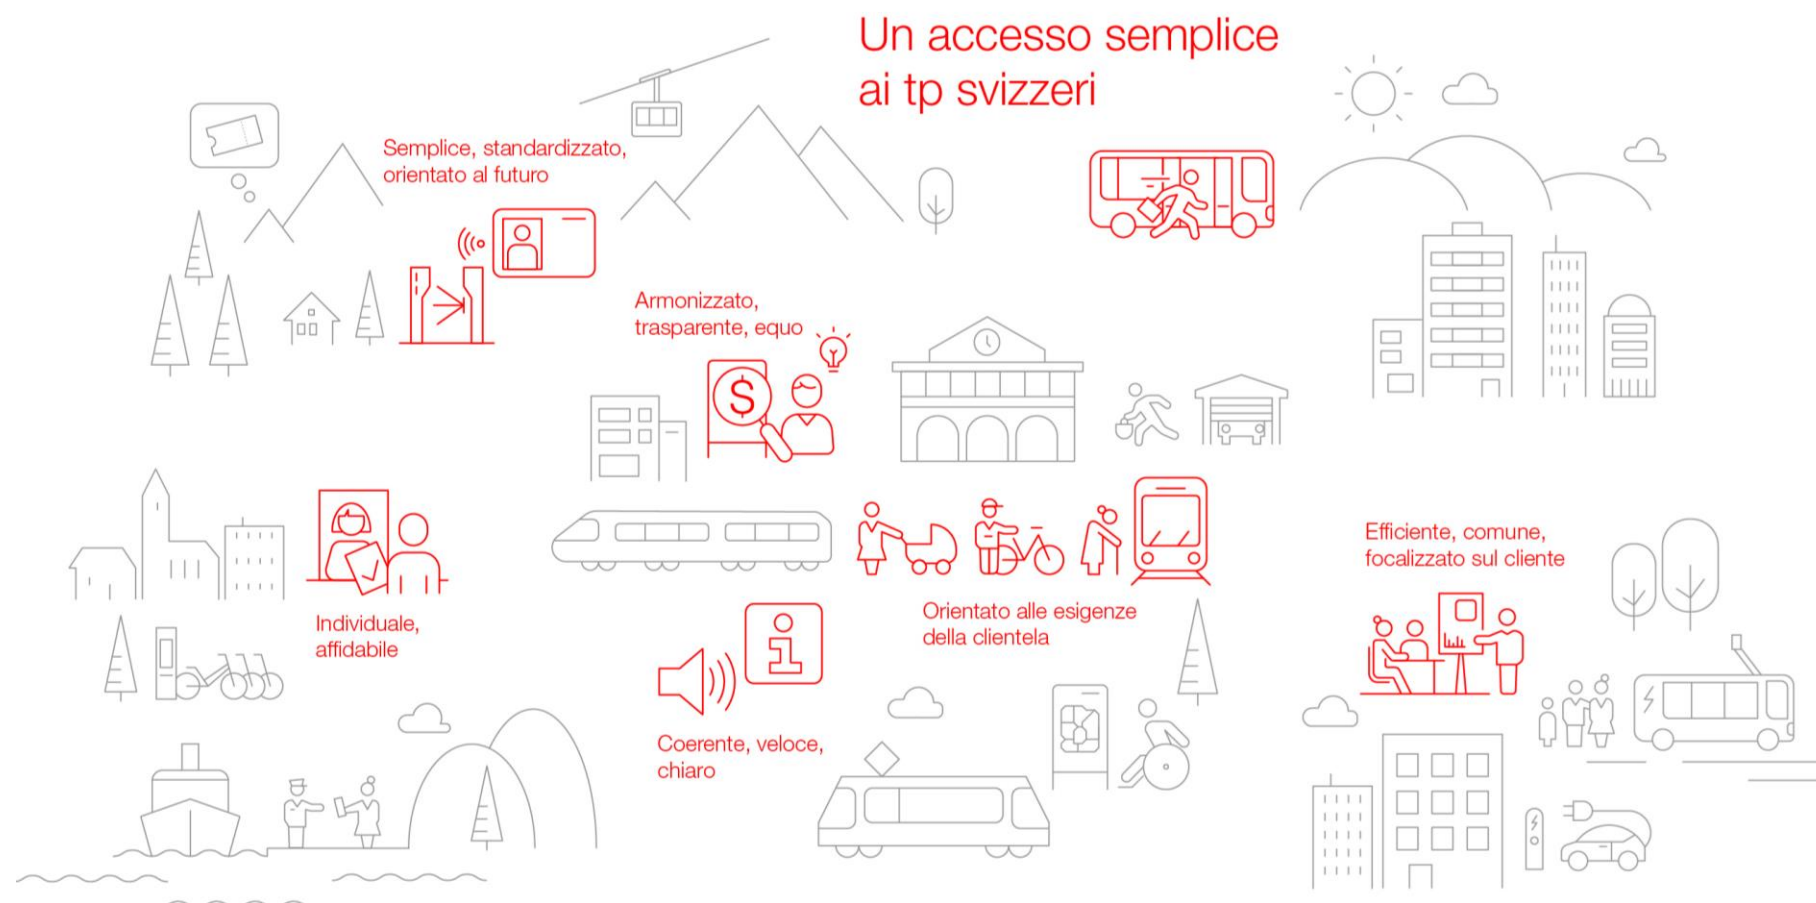 Un accesso semplice
ai tp svizzeri
Semplice, standardizzato,
orientato al futuro
Armonizzato,
trasparente, equo
$
Individuale,
affidabile
i
Orientato alle esigenze
della clientela
Efficiente, comune,
focalizzato sul cliente
Coerente, veloce,
chiaro